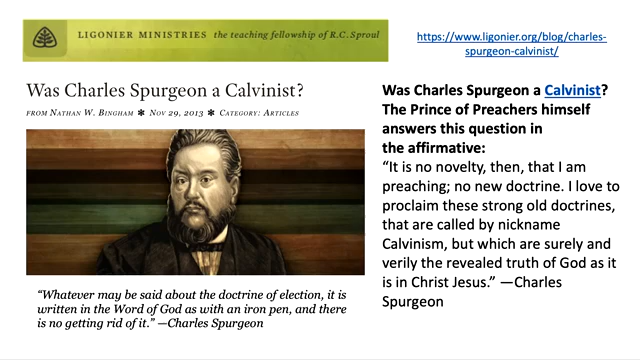 LIGONIER MINISTRIES the teaching fellowship of R.C. Sproul
Was Charles Spurgeon a Calvinist?
FROM NATHAN W. BINGHAM ✽ NOV 29, 2013 ✽ CATEGORY: ARTICLES
“Whatever may be said about the doctrine of election, it is
written in the Word of God as with an iron pen, and there
is no getting rid of it.” —Charles Spurgeon
https://www.ligonier.org/blog/charles-
spurgeon-calvinist/
Was Charles Spurgeon a Calvinist?
The Prince of Preachers himself
answers this question in
the affirmative:
“It is no novelty, then, that I am
preaching; no new doctrine. I love to
proclaim these strong old doctrines,
that are called by nickname
Calvinism, but which are surely and
verily the revealed truth of God as it
is in Christ Jesus.” —Charles
Spurgeon